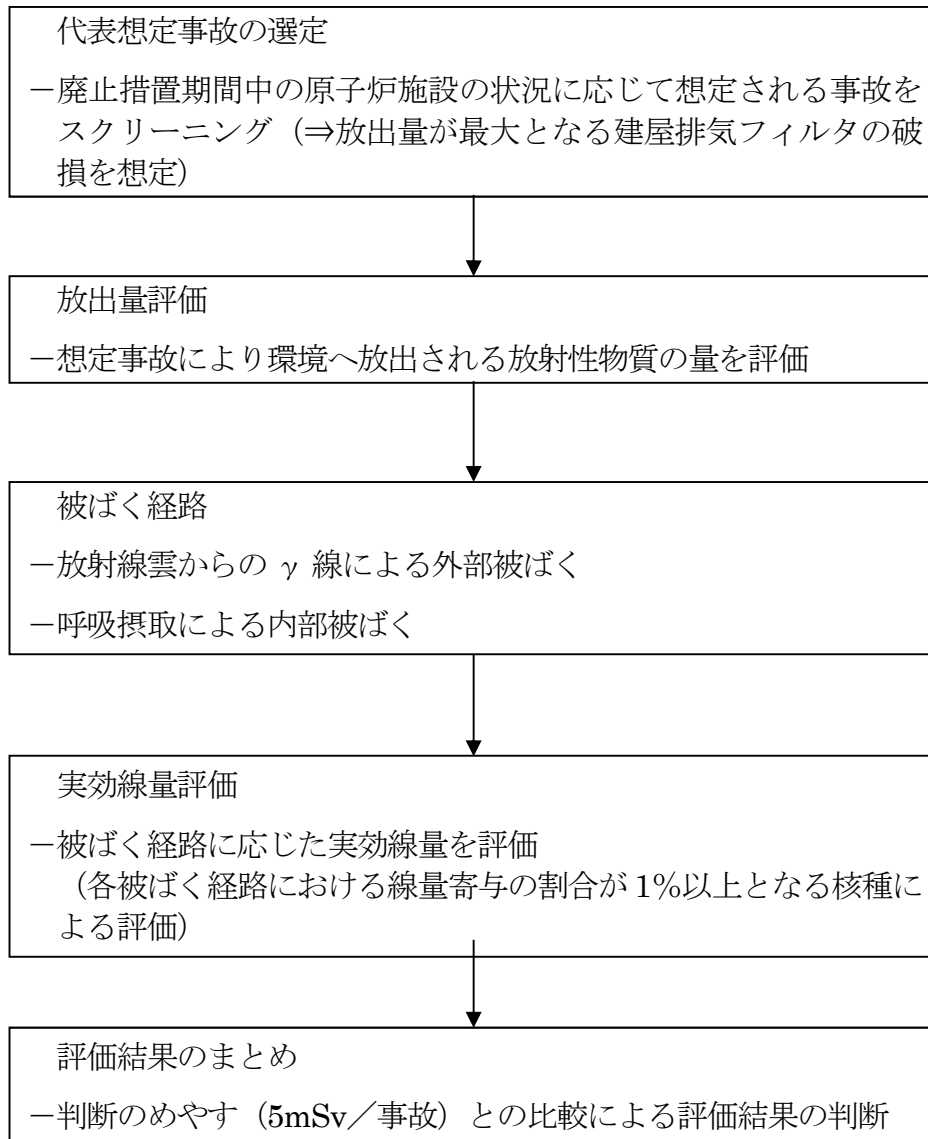 代表想定事故の選定
－廃止措置期間中の原子炉施設の状況に応じて想定される事故を
スクリーニング（⇒放出量が最大となる建屋排気フィルタの破
損を想定）
放出量評価
－想定事故により環境へ放出される放射性物質の量を評価
被ばく経路
－放射線雲からの γ 線による外部被ばく
－呼吸摂取による内部被ばく
実効線量評価
－被ばく経路に応じた実効線量を評価
（各被ばく経路における線量寄与の割合が 1％以上となる核種に
よる評価）
評価結果のまとめ
－判断のめやす（5mSv／事故）との比較による評価結果の判断